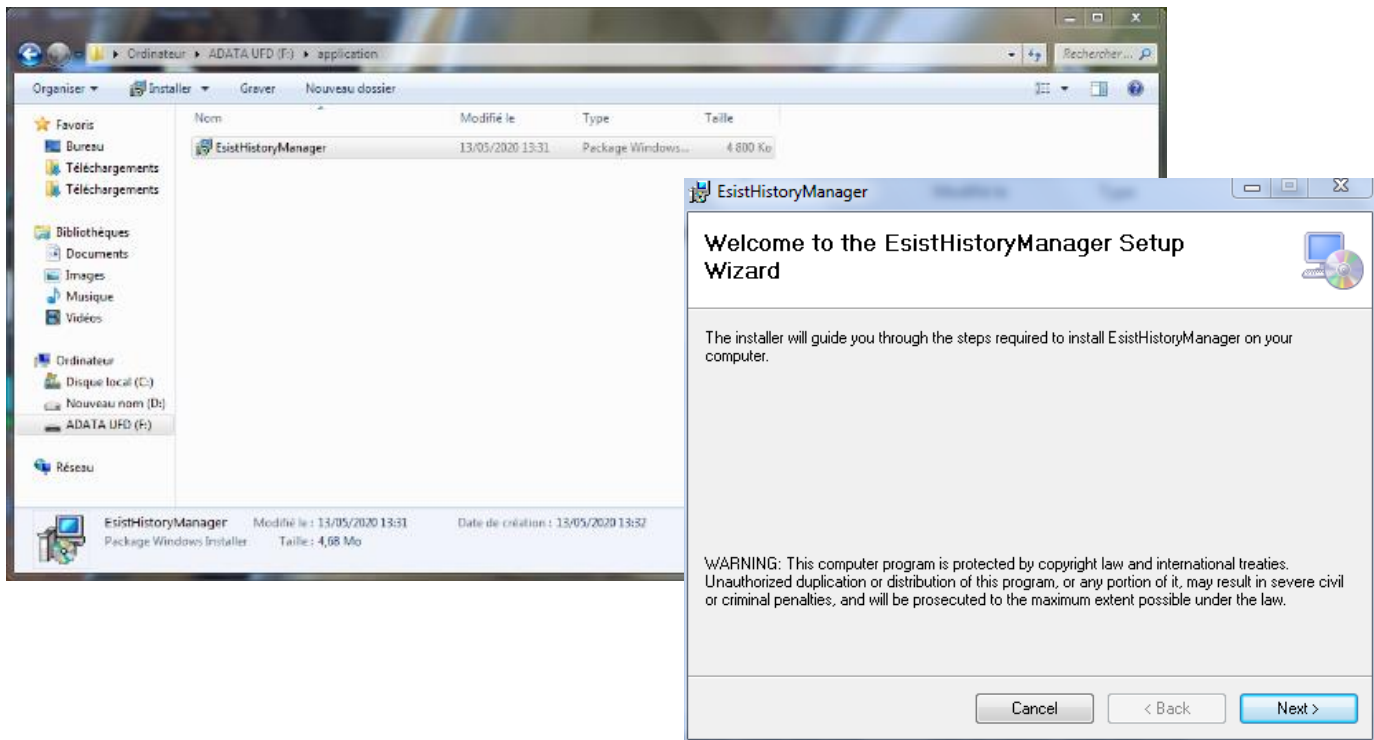 Ordinateur ▸ ADATA UFD (F:) ▸ application
Rechercher...
Organiser
Installer
Graver
Nouveau dossier
Nom
Modifié le
Type
Taille
EsistHistoryManager
13/05/2020 13:31
Package Windows...
4 800 Ko
Favoris
Bureau
Téléchargements
Téléchargements
Bibliothèques
Documents
Images
Musique
Vidéos
Ordinateur
Disque local (C:)
Nouveau nom (D:)
ADATA UFD (F:)
Réseau
EsistHistoryManager Modifié le : 13/05/2020 13:31 Date de création : 13/05/2020 13:32
Package Windows Installer Taille : 4,68 Mo
EsistHistoryManager
Welcome to the EsistHistoryManager Setup
Wizard
The installer will guide you through the steps required to install EsistHistoryManager on your
computer.
WARNING: This computer program is protected by copyright law and international treaties.
Unauthorized duplication or distribution of this program, or any portion of it, may result in severe civil
or criminal penalties, and will be prosecuted to the maximum extent possible under the law.
Cancel
< Back
Next >